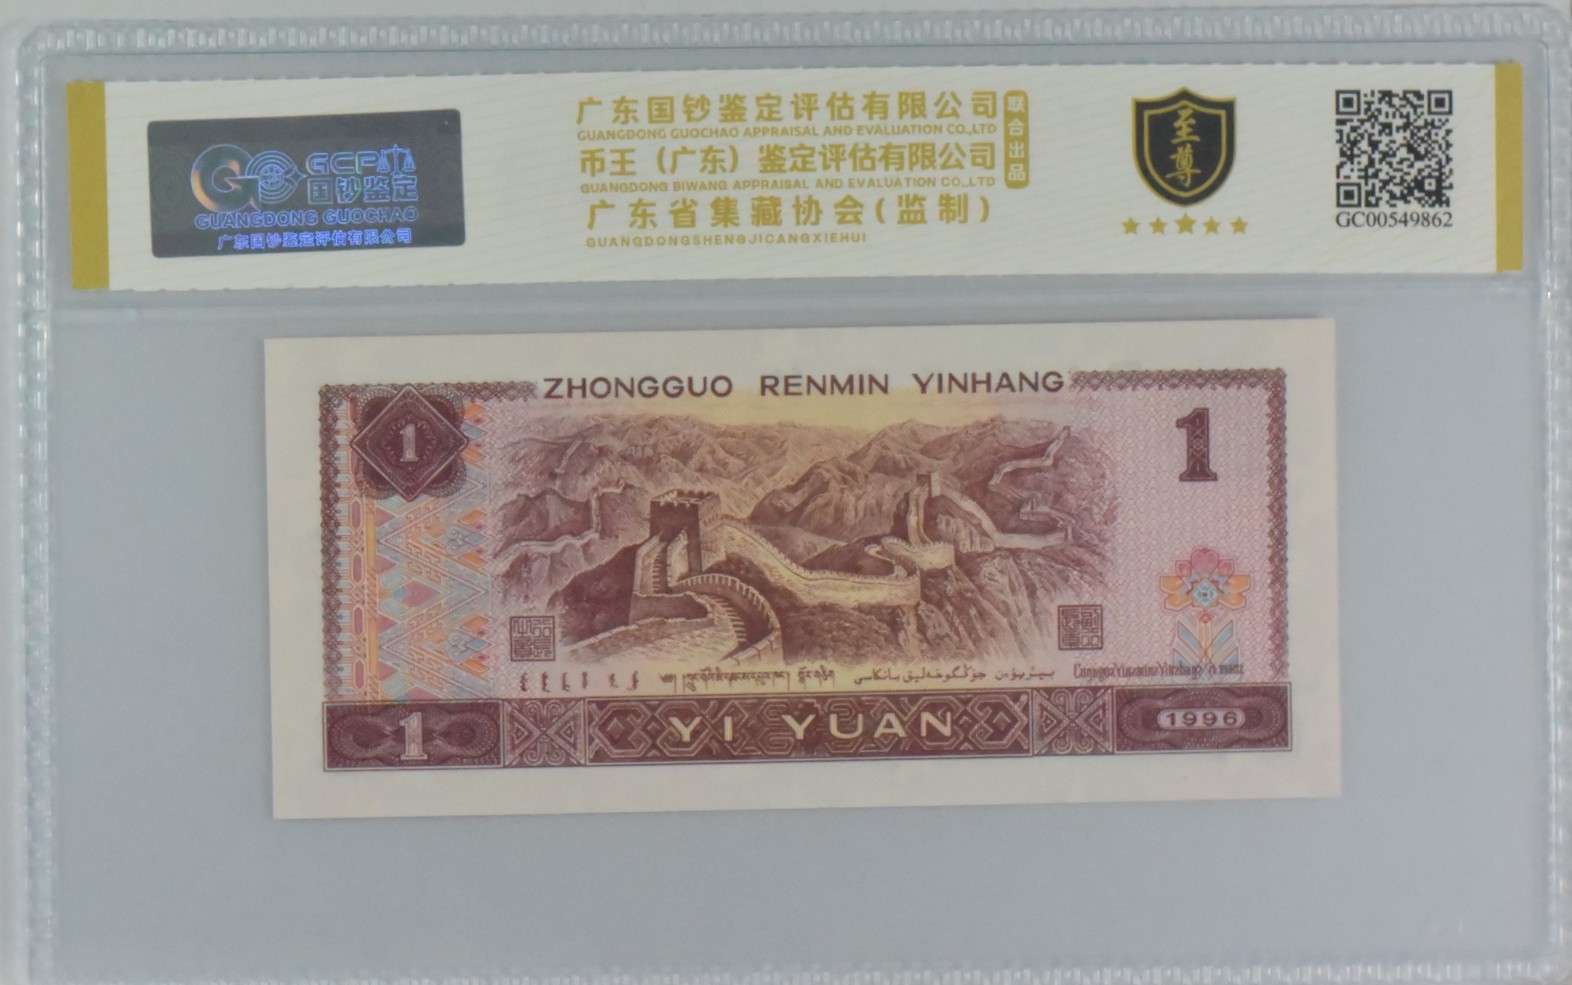 GCP
国钞鉴定
GUANGDONG GUOCHAO
广东国钞鉴定评估有限公司
广东国钞鉴定评估有限公司
GUANGDONG GUOCHAO APPRAISAL AND EVALUATION CO.,LTD
币王（广东）鉴定评估有限公司
GUANGDONG BIWANG APPRAISAL AND EVALUATION CO.,LTD
联合出品
广东省集藏协会(监制)
GUANGDONGSHENGJICANGXIEHUI
至尊
GC00549862
ZHONGGUO RENMIN YINHANG
1
1
1
YI YUAN
1996